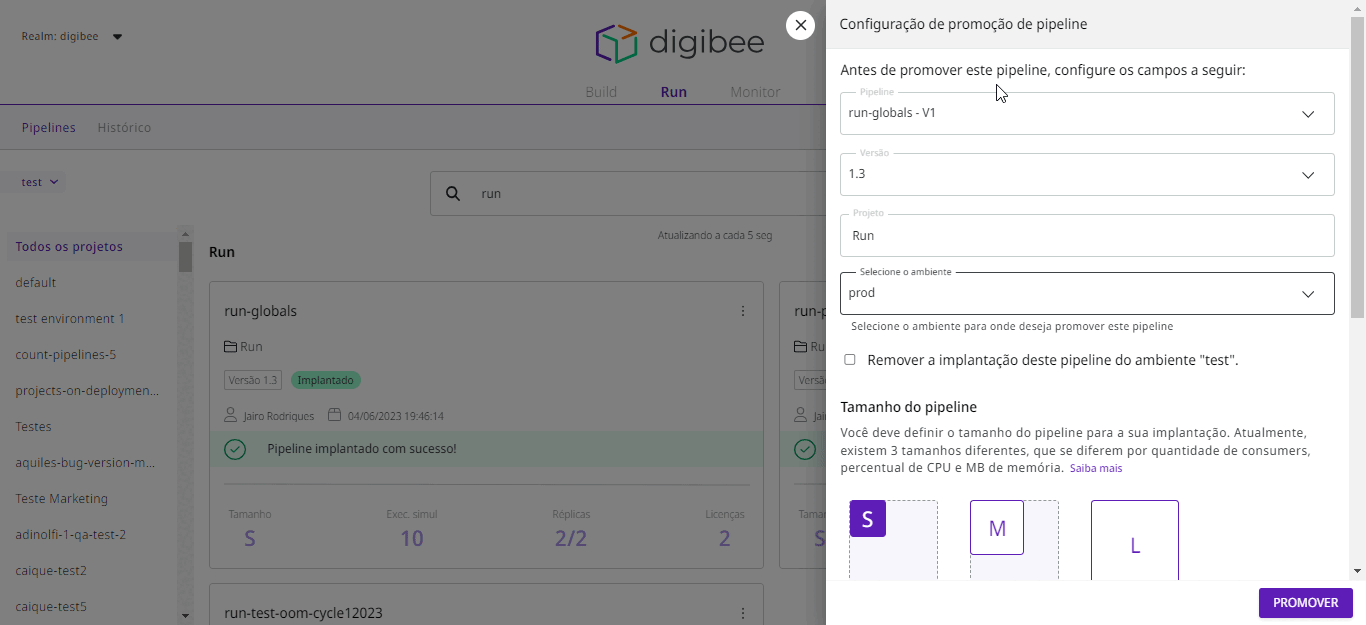 Realm: digibee
digibee
Build Run Monitor
Pipelines Histórico
test
run
Atualizando a cada 5 seg
Todos os projetos
default
test environment 1
count-pipelines-5
projects-on-deploymen...
Testes
aquiles-bug-version-m...
Teste Marketing
adinolfi-1-qa-test-2
caique-test2
caique-test5
Run
run-globals
Run
Versão 1.3 Implantado
Jairo Rodriques 04/06/2023 19:46:14
Pipeline implantado com sucesso!
Tamanho Exec. simul Réplicas Licenças
S 10 2/2 2
run-test-oom-cycle12023
run-p
Ru
Versã
Jai
Tamar
S
Configuração de promoção de pipeline
Antes de promover este pipeline, configure os campos a seguir:
Pipeline
run-globals - V1
Versão
1.3
Projeto
Run
Selecione o ambiente
prod
Selecione o ambiente para onde deseja promover este pipeline
Remover a implantação deste pipeline do ambiente "test".
Tamanho do pipeline
Você deve definir o tamanho do pipeline para a sua implantação. Atualmente,
existem 3 tamanhos diferentes, que se diferem por quantidade de consumers,
percentual de CPU e MB de memória. Saiba mais
S M L
PROMOVER